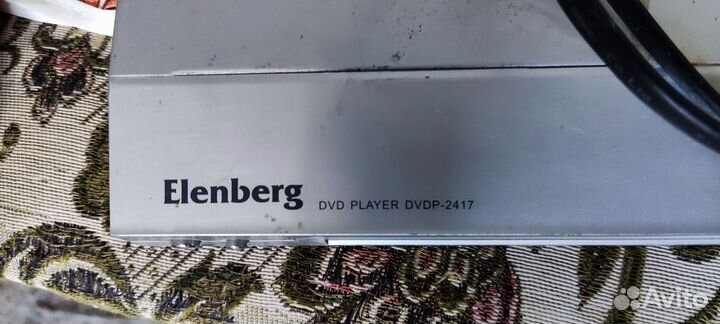 Elenberg DVD PLAYER DVDP-2417
Avito